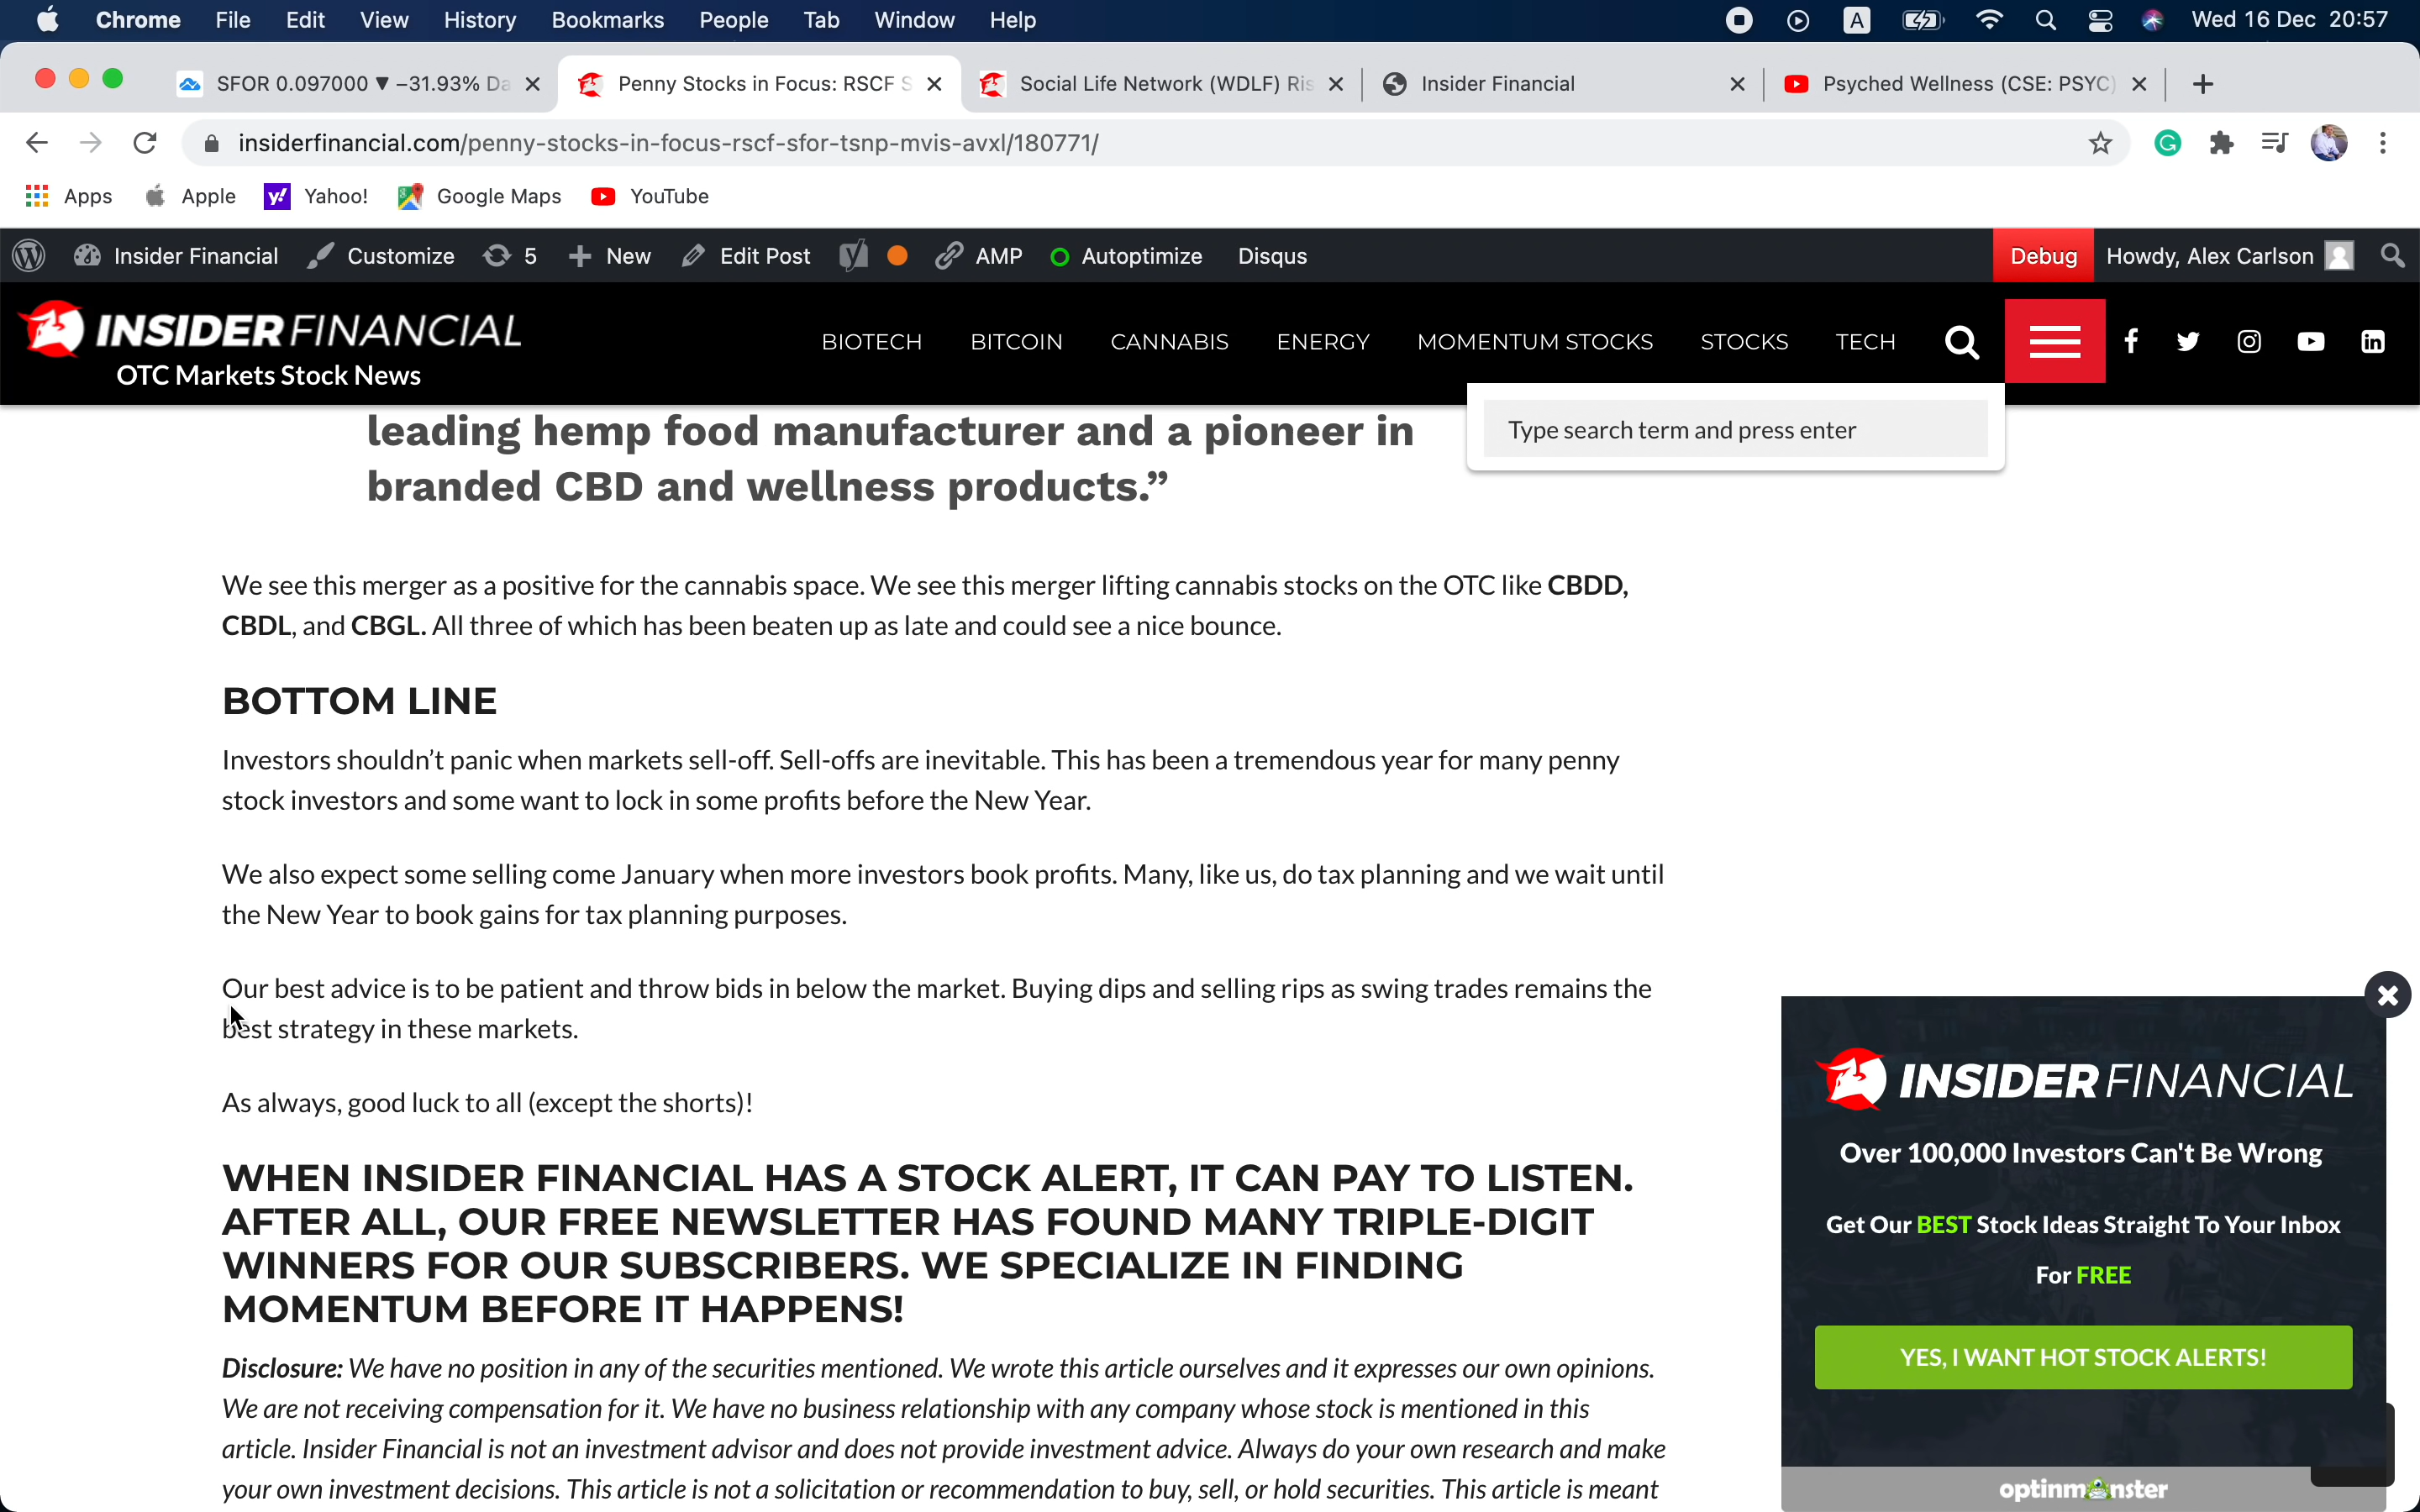 Chrome File Edit View History Bookmarks People Tab Window Help A Wed 16 Dec 20:57
SFOR 0.097000 ▼ −31.93% Da Penny Stocks in Focus: RSCF S Social Life Network (WDLF) Ris Insider Financial Psyched Wellness (CSE: PSYC)
insiderfinancial.com/penny-stocks-in-focus-rscf-sfor-tsnp-mvis-avxl/180771/
Apps Apple Yahoo! Google Maps YouTube
Insider Financial Customize 5 New Edit Post AMP Autoptimize Disqus Debug Howdy, Alex Carlson
INSIDER FINANCIAL
OTC Markets Stock News
BIOTECH BITCOIN CANNABIS ENERGY MOMENTUM STOCKS STOCKS TECH
Type search term and press enter
leading hemp food manufacturer and a pioneer in
branded CBD and wellness products.”
We see this merger as a positive for the cannabis space. We see this merger lifting cannabis stocks on the OTC like CBDD,
CBDL, and CBGL. All three of which has been beaten up as late and could see a nice bounce.
BOTTOM LINE
Investors shouldn’t panic when markets sell-off. Sell-offs are inevitable. This has been a tremendous year for many penny
stock investors and some want to lock in some profits before the New Year.
We also expect some selling come January when more investors book profits. Many, like us, do tax planning and we wait until
the New Year to book gains for tax planning purposes.
Our best advice is to be patient and throw bids in below the market. Buying dips and selling rips as swing trades remains the
best strategy in these markets.
As always, good luck to all (except the shorts)!
WHEN INSIDER FINANCIAL HAS A STOCK ALERT, IT CAN PAY TO LISTEN.
AFTER ALL, OUR FREE NEWSLETTER HAS FOUND MANY TRIPLE-DIGIT
WINNERS FOR OUR SUBSCRIBERS. WE SPECIALIZE IN FINDING
MOMENTUM BEFORE IT HAPPENS!
Disclosure: We have no position in any of the securities mentioned. We wrote this article ourselves and it expresses our own opinions.
We are not receiving compensation for it. We have no business relationship with any company whose stock is mentioned in this
article. Insider Financial is not an investment advisor and does not provide investment advice. Always do your own research and make
your own investment decisions. This article is not a solicitation or recommendation to buy, sell, or hold securities. This article is meant
INSIDER FINANCIAL
Over 100,000 Investors Can't Be Wrong
Get Our BEST Stock Ideas Straight To Your Inbox
For FREE
YES, I WANT HOT STOCK ALERTS!
optinmonster